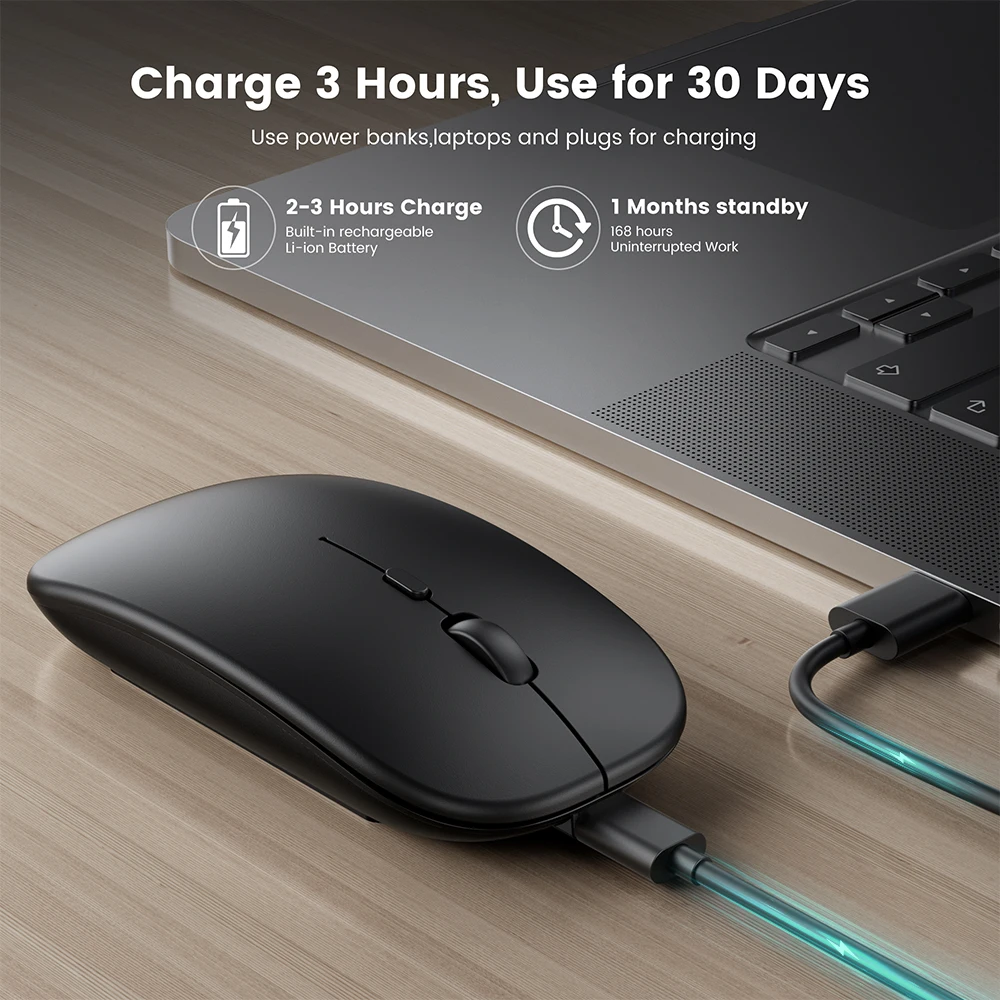 Charge 3 Hours, Use for 30 Days
Use power banks,laptops and plugs for charging
2-3 Hours Charge
Built-in rechargeable
Li-ion Battery
1 Months standby
168 hours
Uninterrupted Work